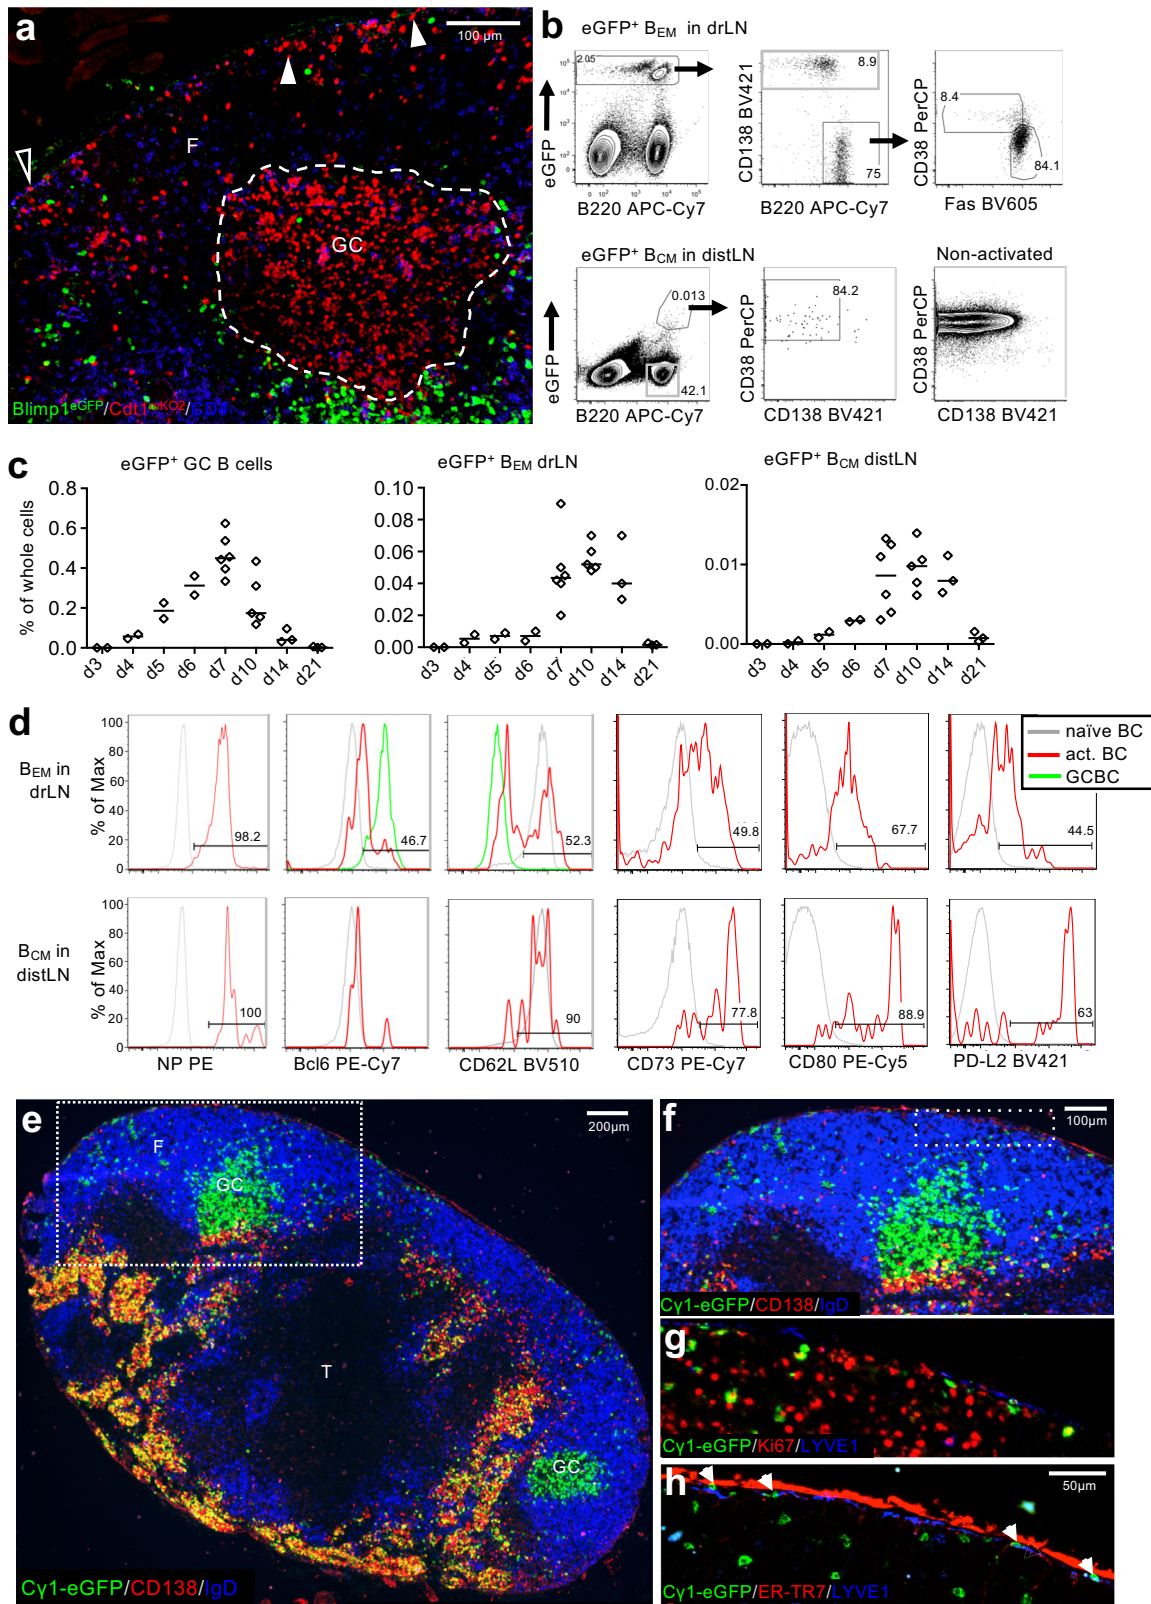 a
100 µm
F
GC
Blimp1eGFP/Cdt1mKO2/CD4
b
eGFP+ BEM in drLN
2.05
8.9
75
8.4
84.1
10⁵
10⁴
10³
10²
0 10² 10³ 10⁴ 10⁵
eGFP
CD138 BV421
CD38 PerCP
B220 APC-Cy7
B220 APC-Cy7
Fas BV605
eGFP+ BCM in distLN
Non-activated
0.013
42.1
84.2
eGFP
CD38 PerCP
CD38 PerCP
B220 APC-Cy7
CD138 BV421
CD138 BV421
c
eGFP+ GC B cells
eGFP+ BEM drLN
eGFP+ BCM distLN
% of whole cells
0.8
0.6
0.4
0.2
0.0
d3 d4 d5 d6 d7 d10 d14 d21
0.10
0.08
0.06
0.04
0.02
0.00
d3 d4 d5 d6 d7 d10 d14 d21
0.02
0.01
0.00
d3 d4 d5 d6 d7 d10 d14 d21
d
naïve BC
act. BC
GCBC
BEM in
drLN
% of Max
100
80
60
40
20
0
98.2
46.7
52.3
49.8
67.7
44.5
BCM in
distLN
% of Max
100
80
60
40
20
0
100
90
77.8
88.9
63
NP PE
Bcl6 PE-Cy7
CD62L BV510
CD73 PE-Cy7
CD80 PE-Cy5
PD-L2 BV421
e
200µm
F
GC
T
GC
Cγ1-eGFP/CD138/IgD
f
100µm
Cγ1-eGFP/CD138/IgD
g
Cγ1-eGFP/Ki67/LYVE1
h
50µm
Cγ1-eGFP/ER-TR7/LYVE1